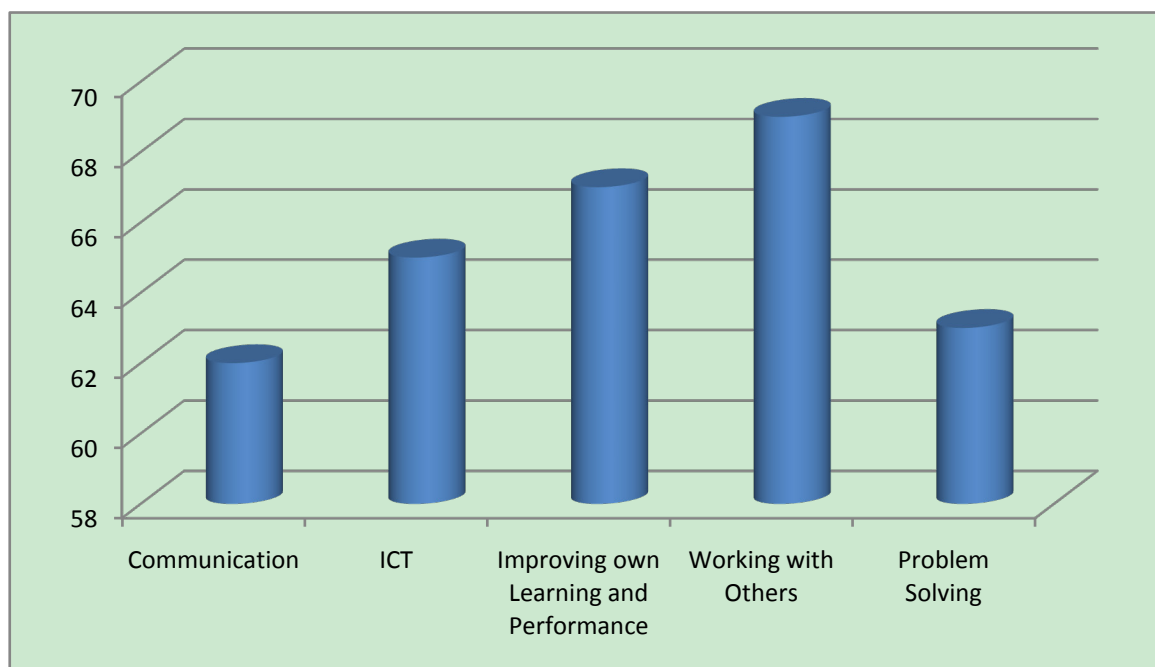 70
68
66
64
62
60
58
Communication
ICT
Improving own
Learning and
Performance
Working with
Others
Problem
Solving